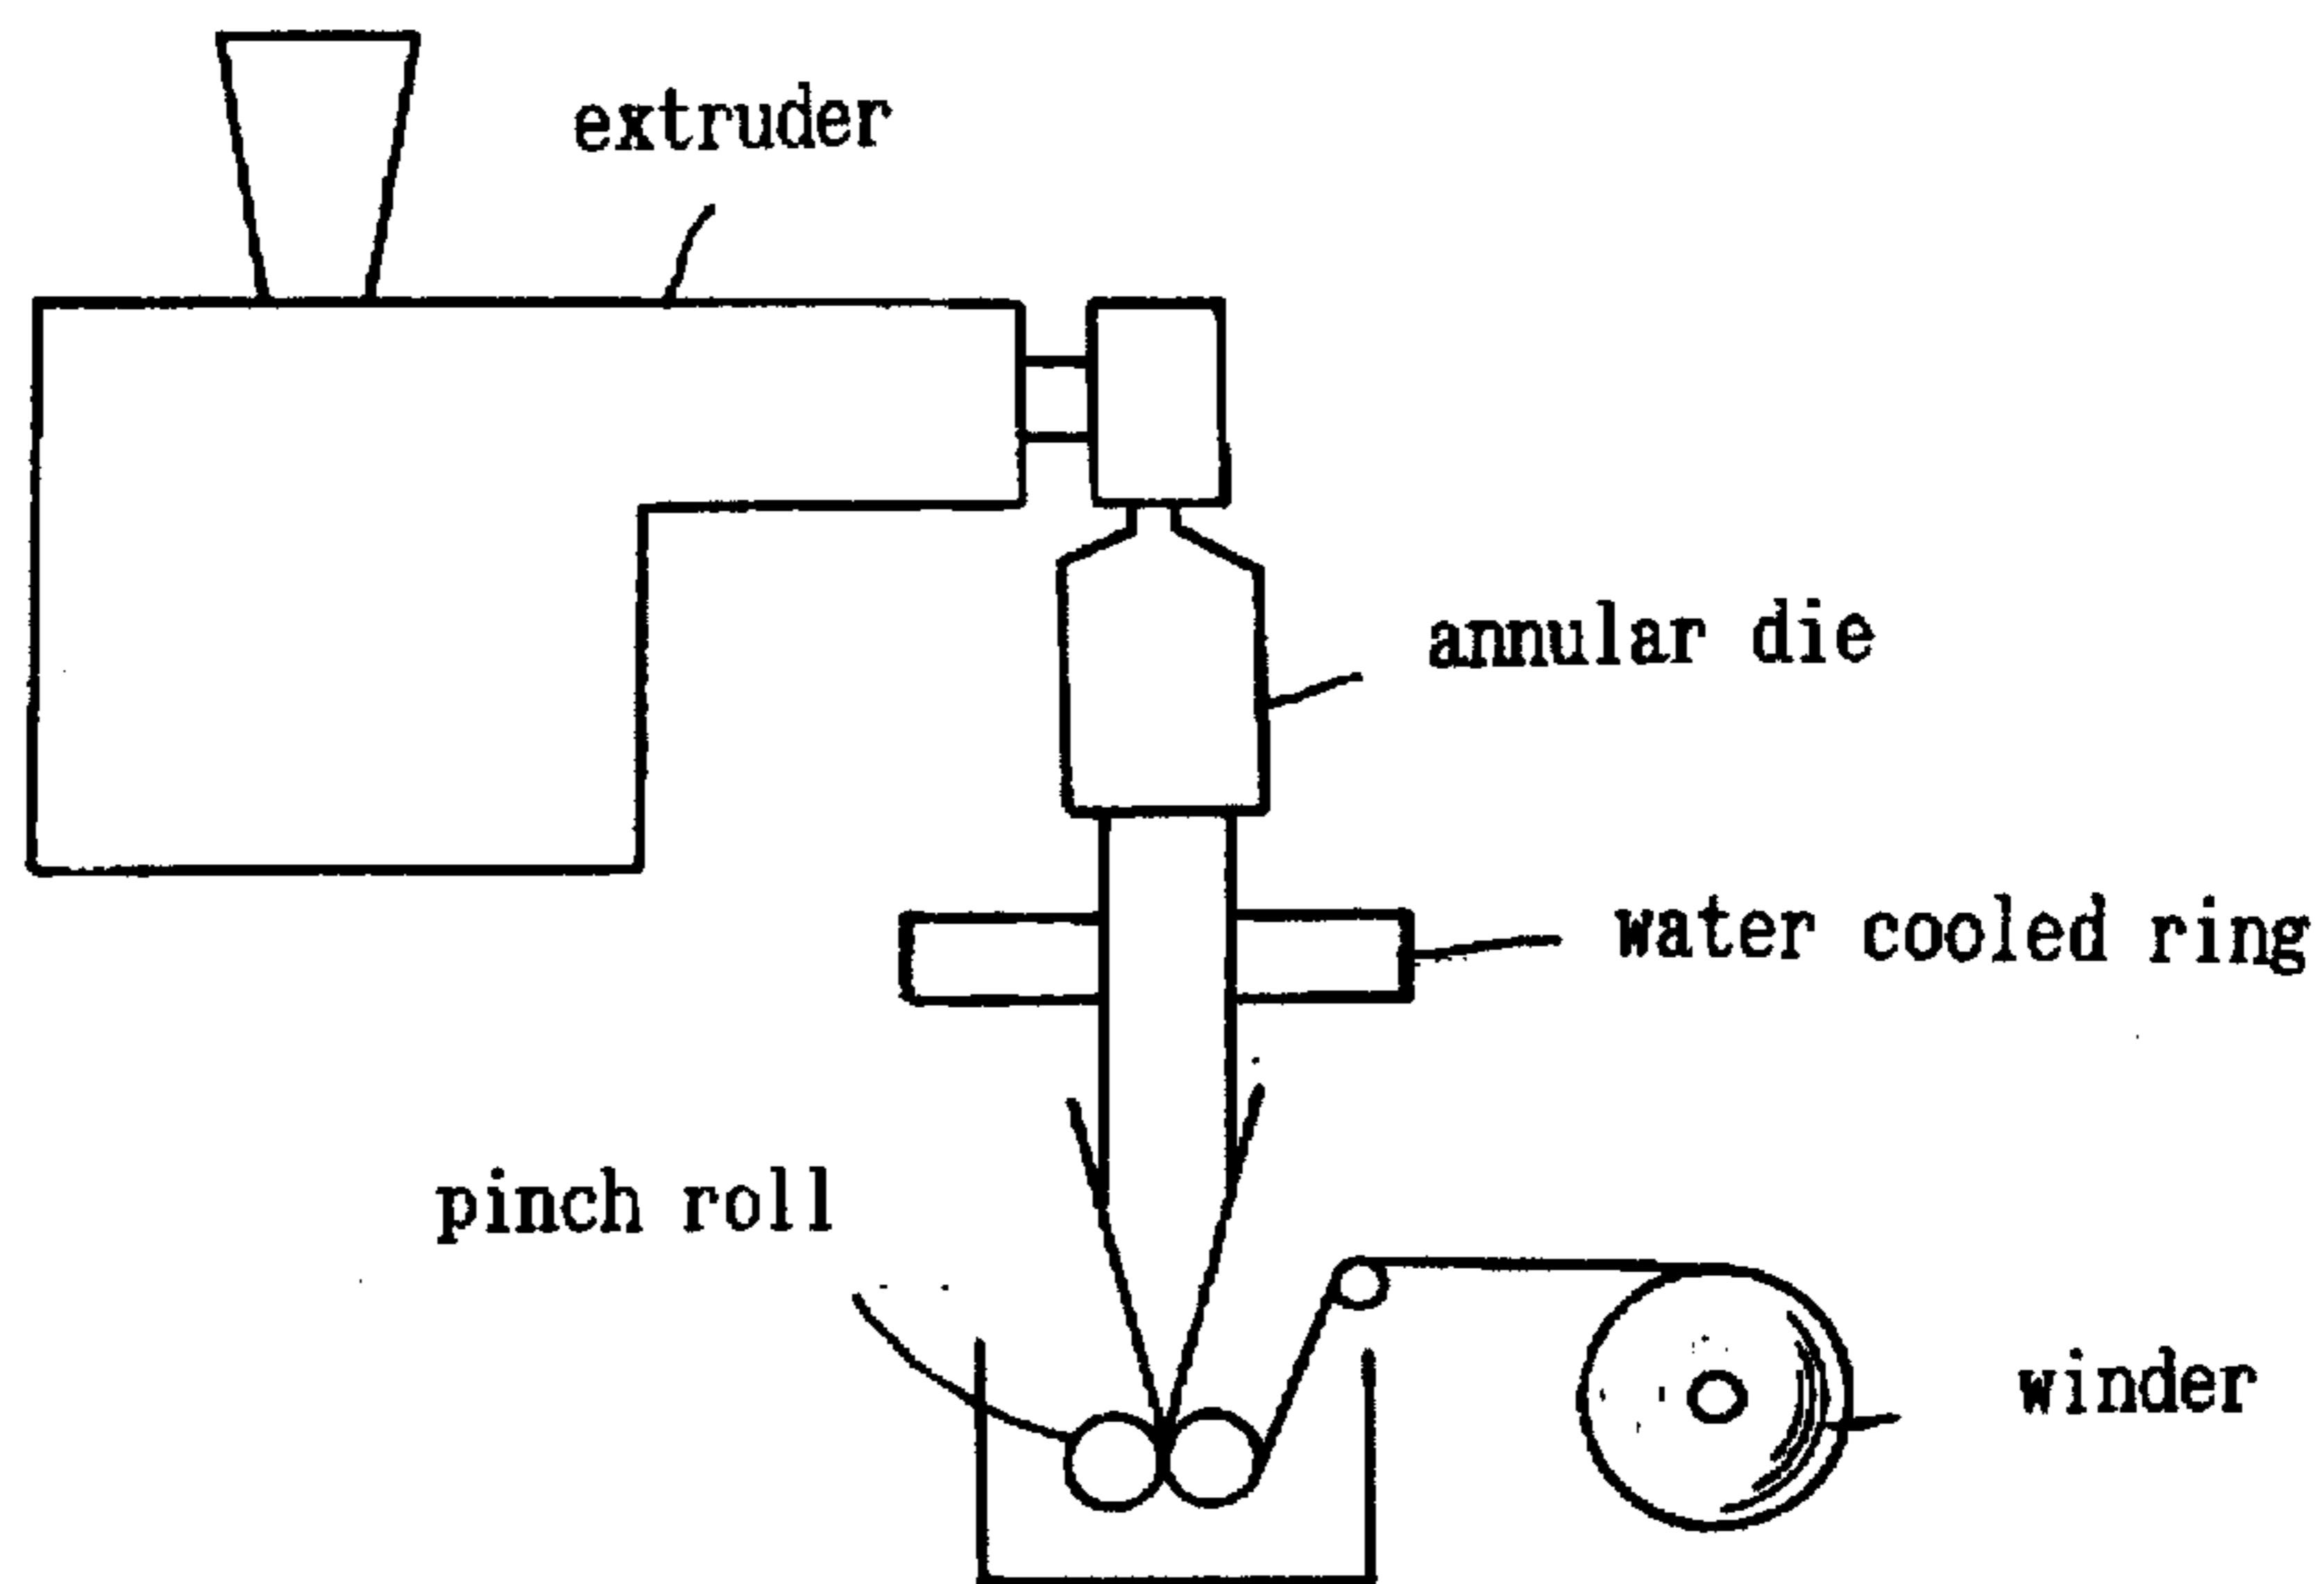 extruder
annular die
water cooled ring
pinch roll
winder